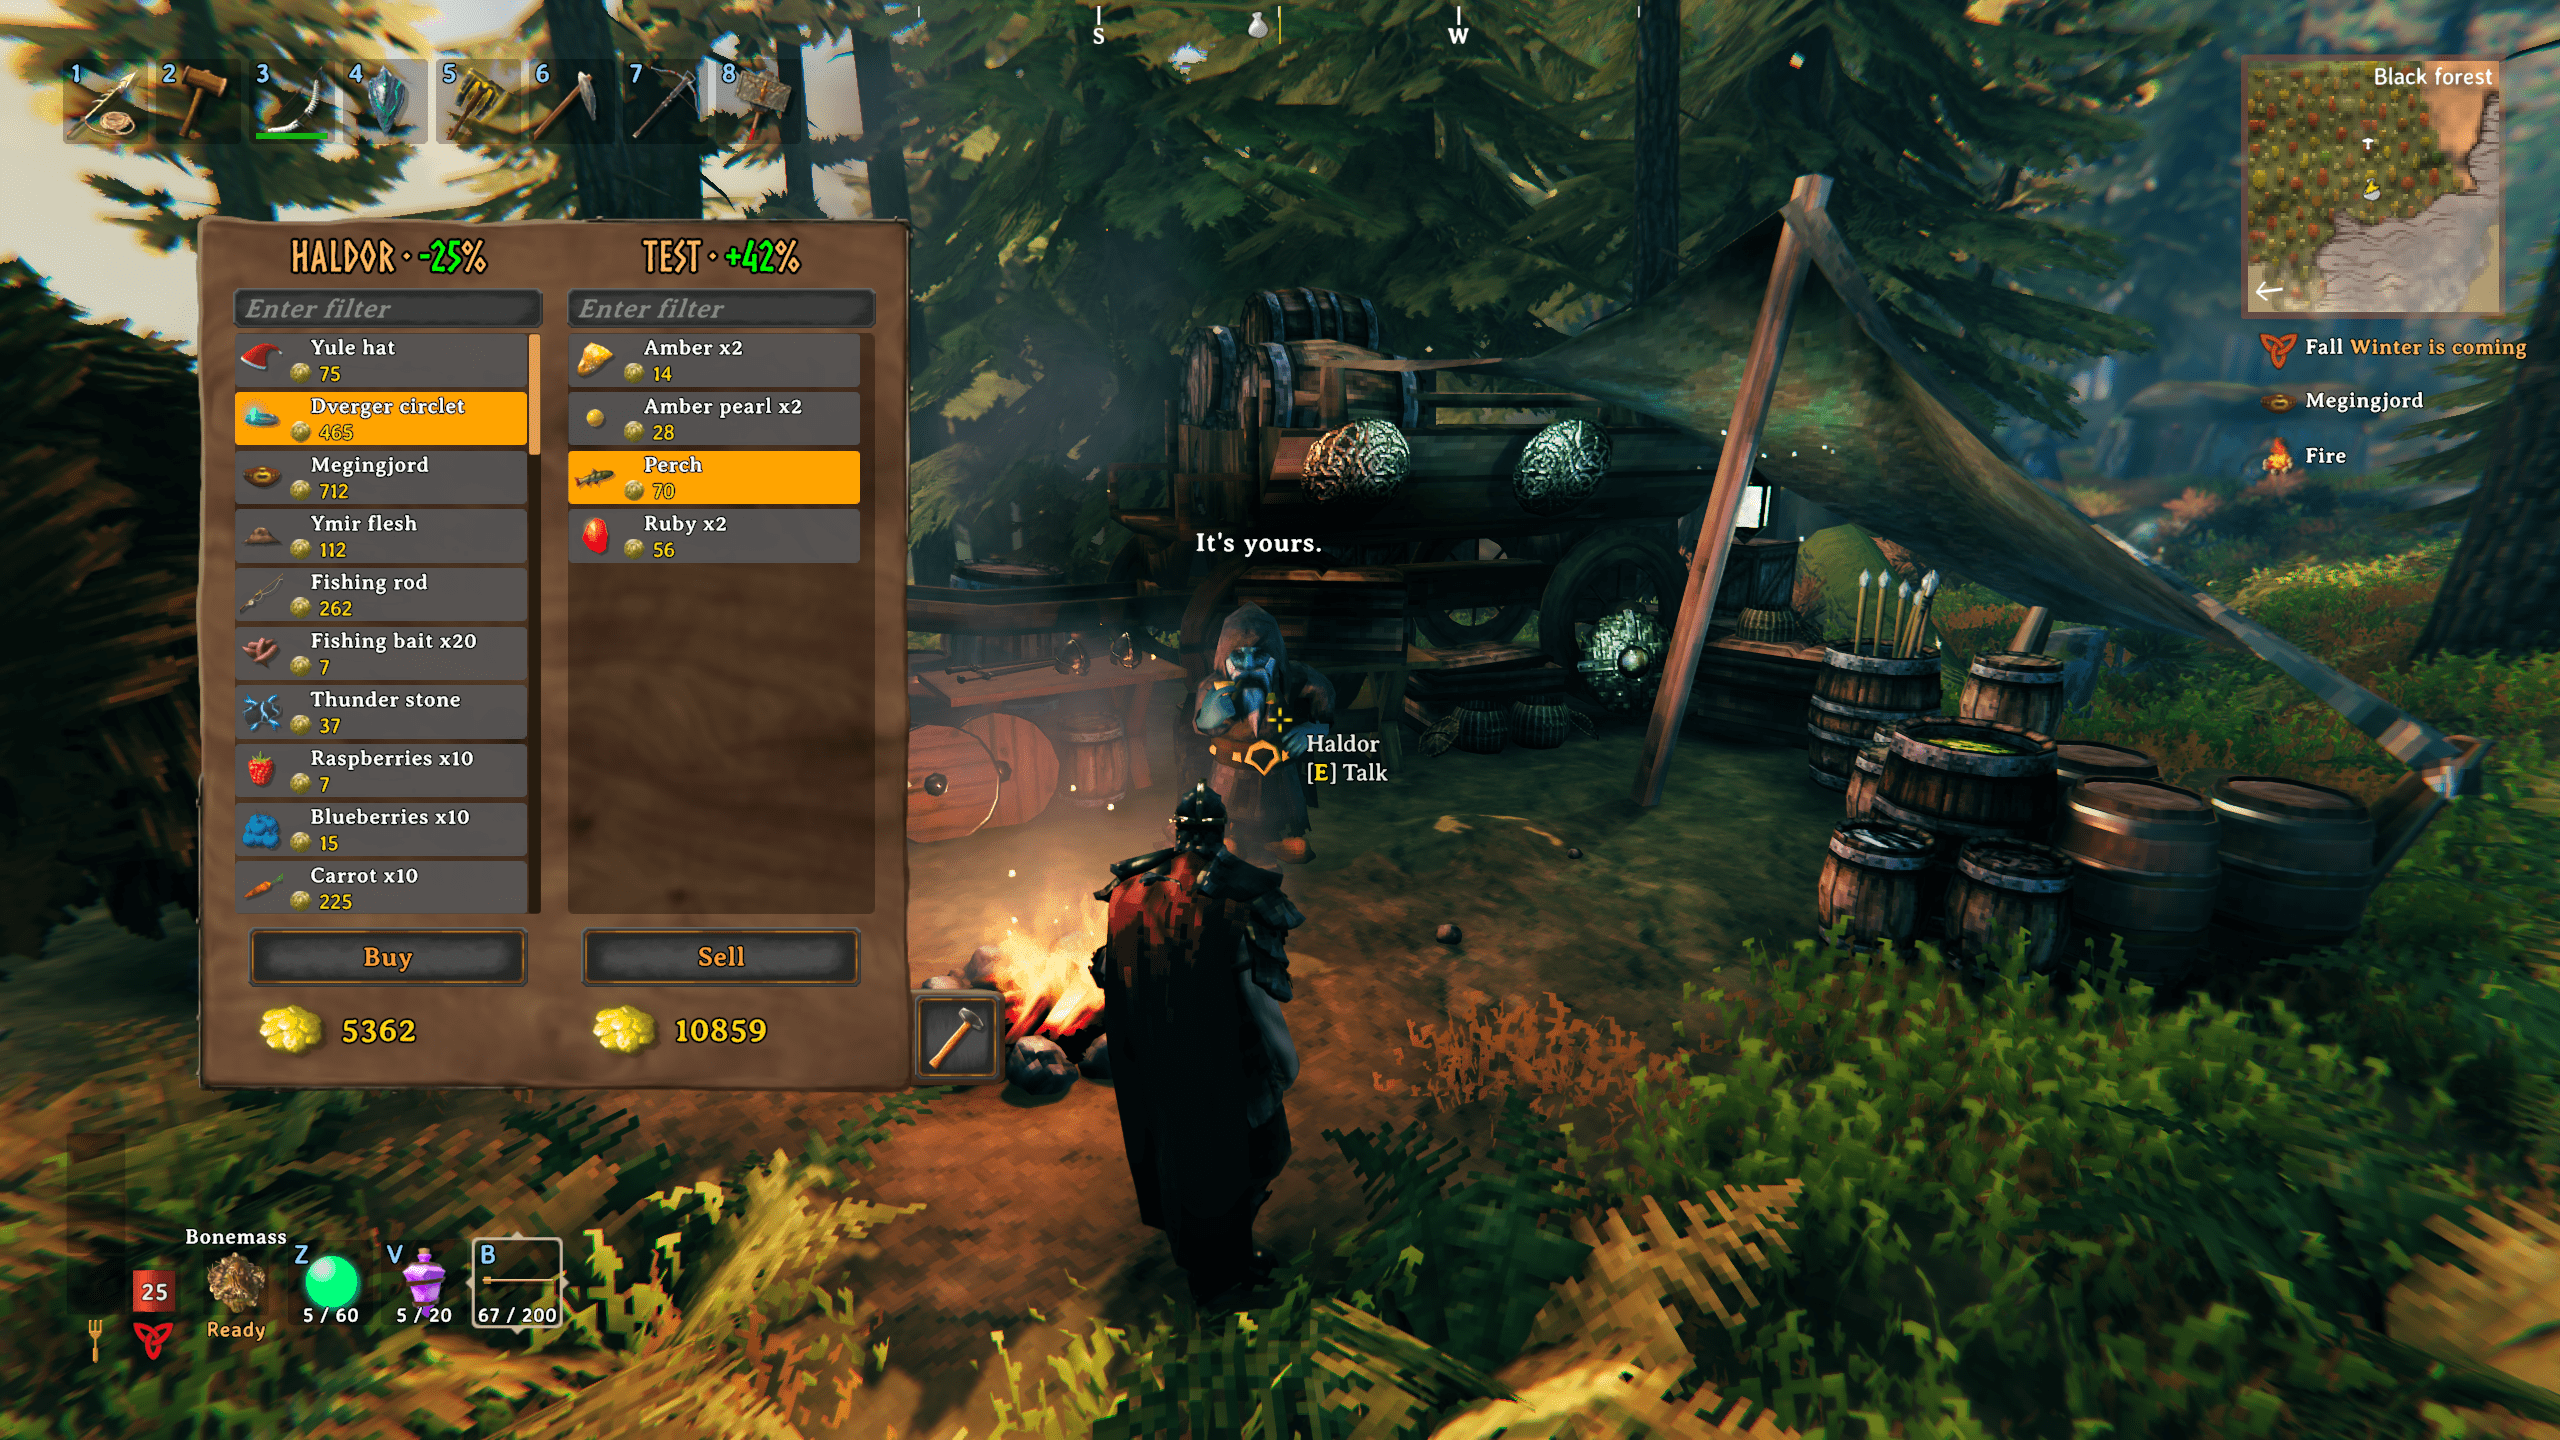 S
W
1
2
3
4
5
6
7
8
Black forest
HALDOR · -25%
TEST · +42%
Enter filter
Enter filter
Yule hat
75
Dverger circlet
465
Megingjord
712
Ymir flesh
112
Fishing rod
262
Fishing bait x20
7
Thunder stone
37
Raspberries x10
7
Blueberries x10
15
Carrot x10
225
Amber x2
14
Amber pearl x2
28
Perch
70
Ruby x2
56
Buy
Sell
5362
10859
Fall Winter is coming
Megingjord
Fire
It's yours.
Haldor
[E] Talk
25
Bonemass
Ready
Z
5 / 60
V
5 / 20
B
67 / 200